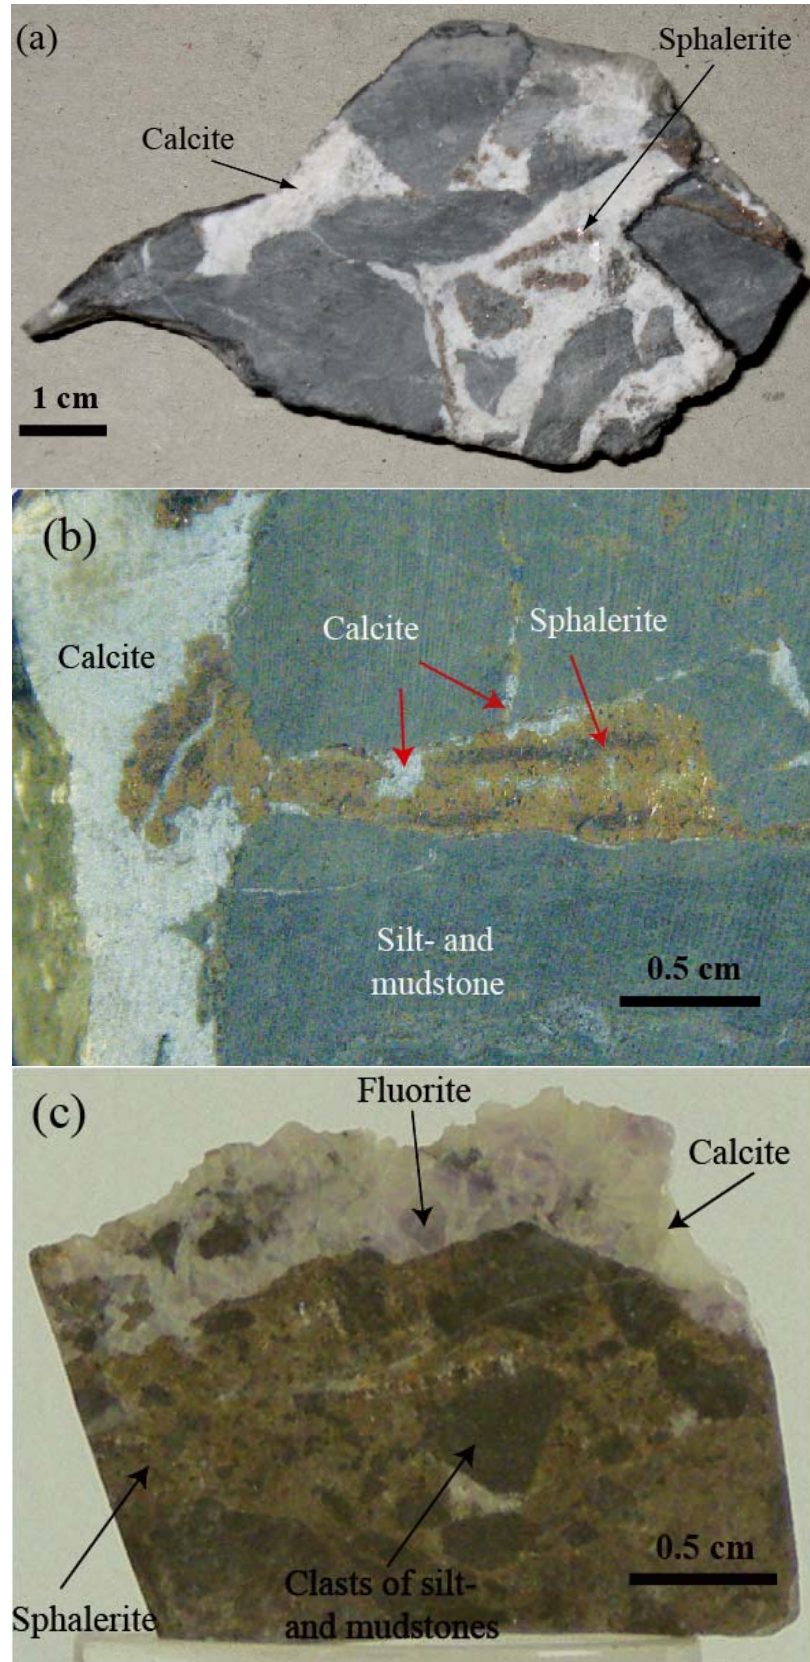 (a)
Sphalerite
Calcite
1 cm
(b)
Calcite
Sphalerite
Calcite
Silt- and
mudstone
0.5 cm
(c)
Fluorite
Calcite
0.5 cm
Clasts of silt-
and mudstones
Sphalerite